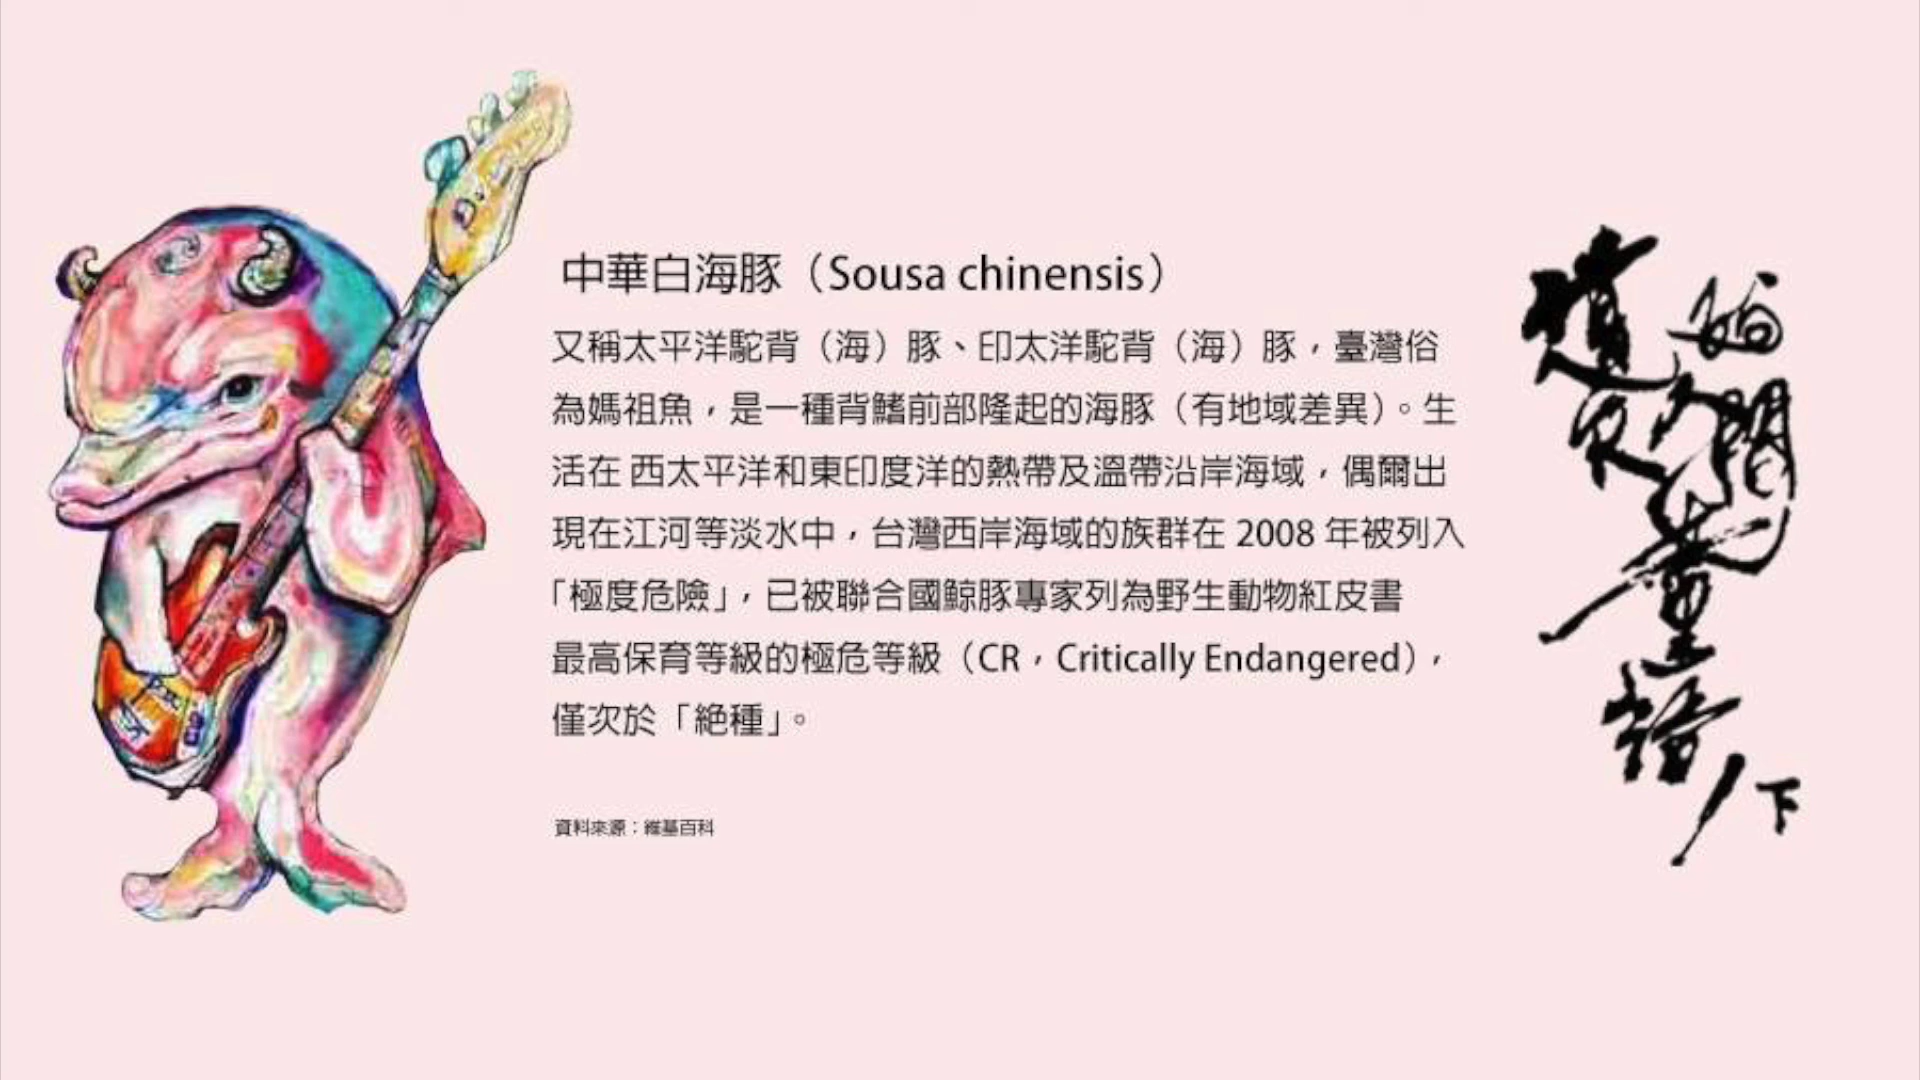 中華白海豚（Sousa chinensis）
又稱太平洋駝背（海）豚、印太洋駝背（海）豚，臺灣俗
為媽祖魚，是一種背鰭前部隆起的海豚（有地域差異）。生
活在 西太平洋和東印度洋的熱帶及溫帶沿岸海域，偶爾出
現在江河等淡水中，台灣西岸海域的族群在 2008 年被列入
「極度危險」，已被聯合國鯨豚專家列為野生動物紅皮書
最高保育等級的極危等級（CR，Critically Endangered），
僅次於「絕種」。
資料來源：維基百科
下